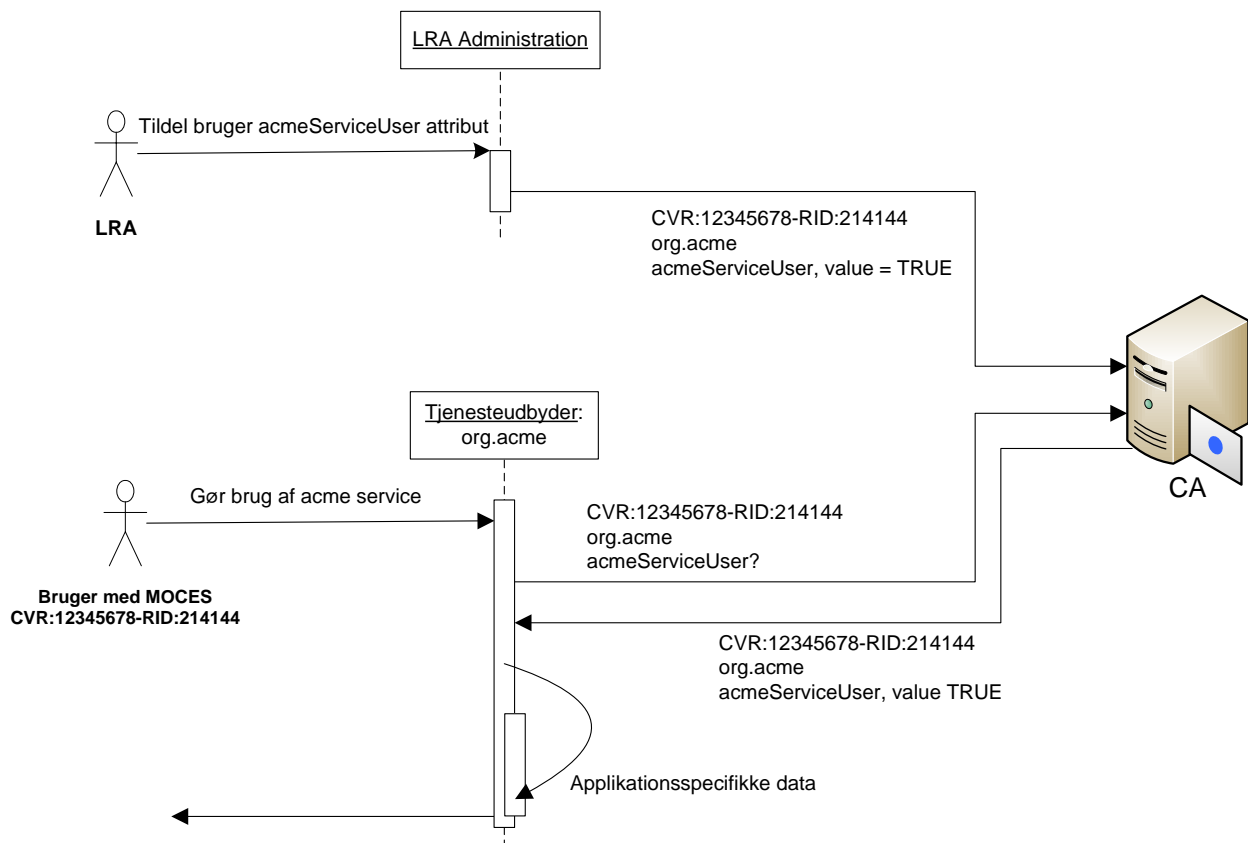 LRA Administration
Tildel bruger acmeServiceUser attribut
LRA
CVR:12345678-RID:214144
org.acme
acmeServiceUser, value = TRUE
CA
Tjenesteudbyder:
org.acme
Gør brug af acme service
CVR:12345678-RID:214144
org.acme
acmeServiceUser?
Bruger med MOCES
CVR:12345678-RID:214144
CVR:12345678-RID:214144
org.acme
acmeServiceUser, value TRUE
Applikationsspecifikke data